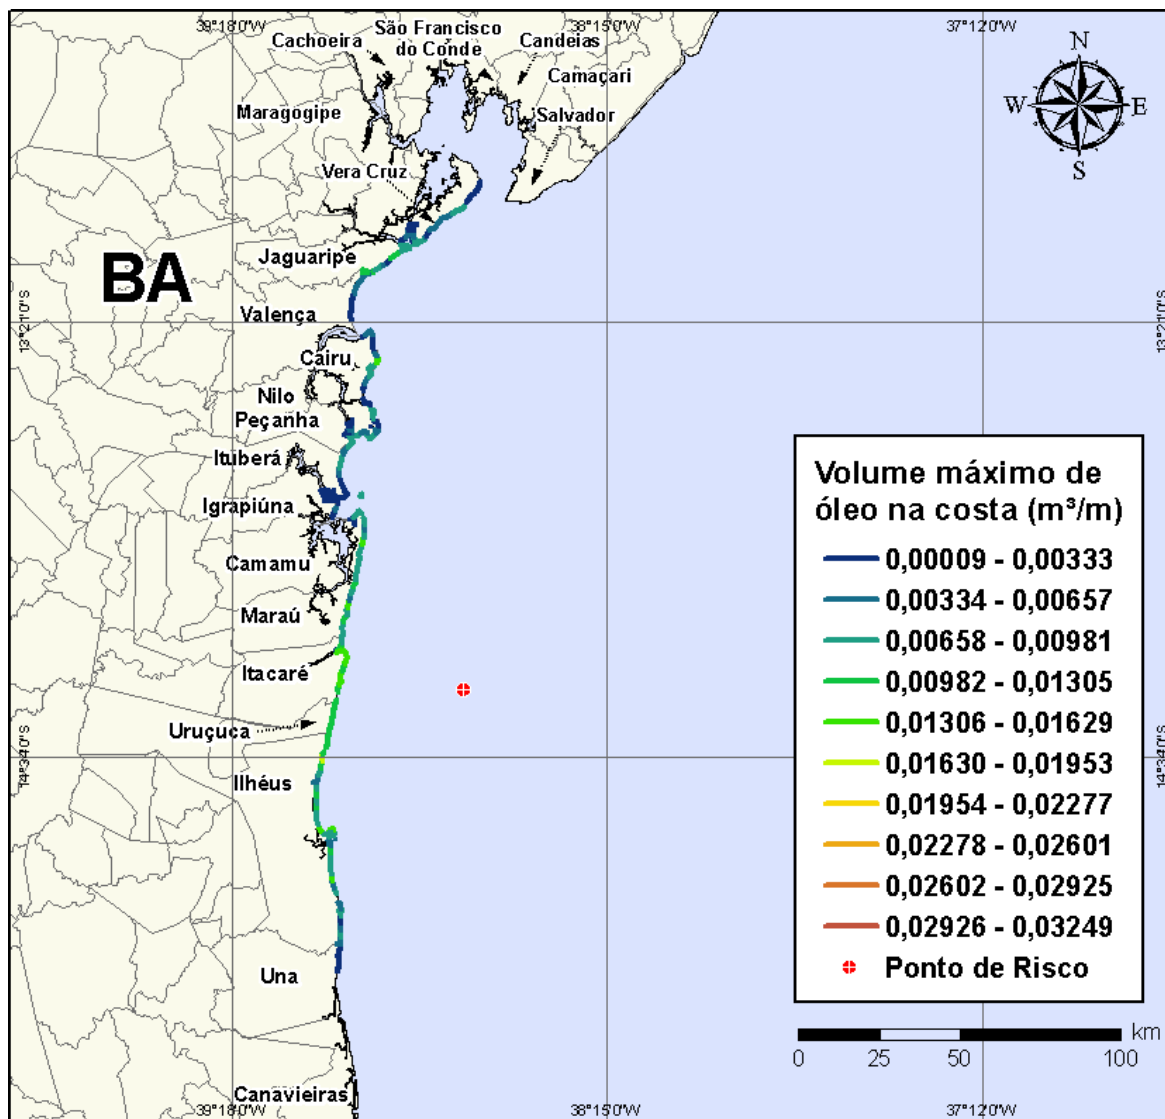 39°18'0"W
38°15'0"W
37°12'0"W
São Francisco
do Conde
Cachoeira
Candeias
Camaçari
Maragogipe
Salvador
Vera Cruz
Jaguaripe
BA
Valença
Cairu
Nilo
Peçanha
Ituberá
Igrapiúna
Camamu
Maraú
Itacaré
Uruçuca
Ilhéus
Una
Canavieiras
N
W
E
S
13°21'0"S
13°21'0"S
14°34'0"S
14°34'0"S
Volume máximo de
óleo na costa (m³/m)
0,00009 - 0,00333
0,00334 - 0,00657
0,00658 - 0,00981
0,00982 - 0,01305
0,01306 - 0,01629
0,01630 - 0,01953
0,01954 - 0,02277
0,02278 - 0,02601
0,02602 - 0,02925
0,02926 - 0,03249
Ponto de Risco
km
0 25 50 100
39°18'0"W
38°15'0"W
37°12'0"W